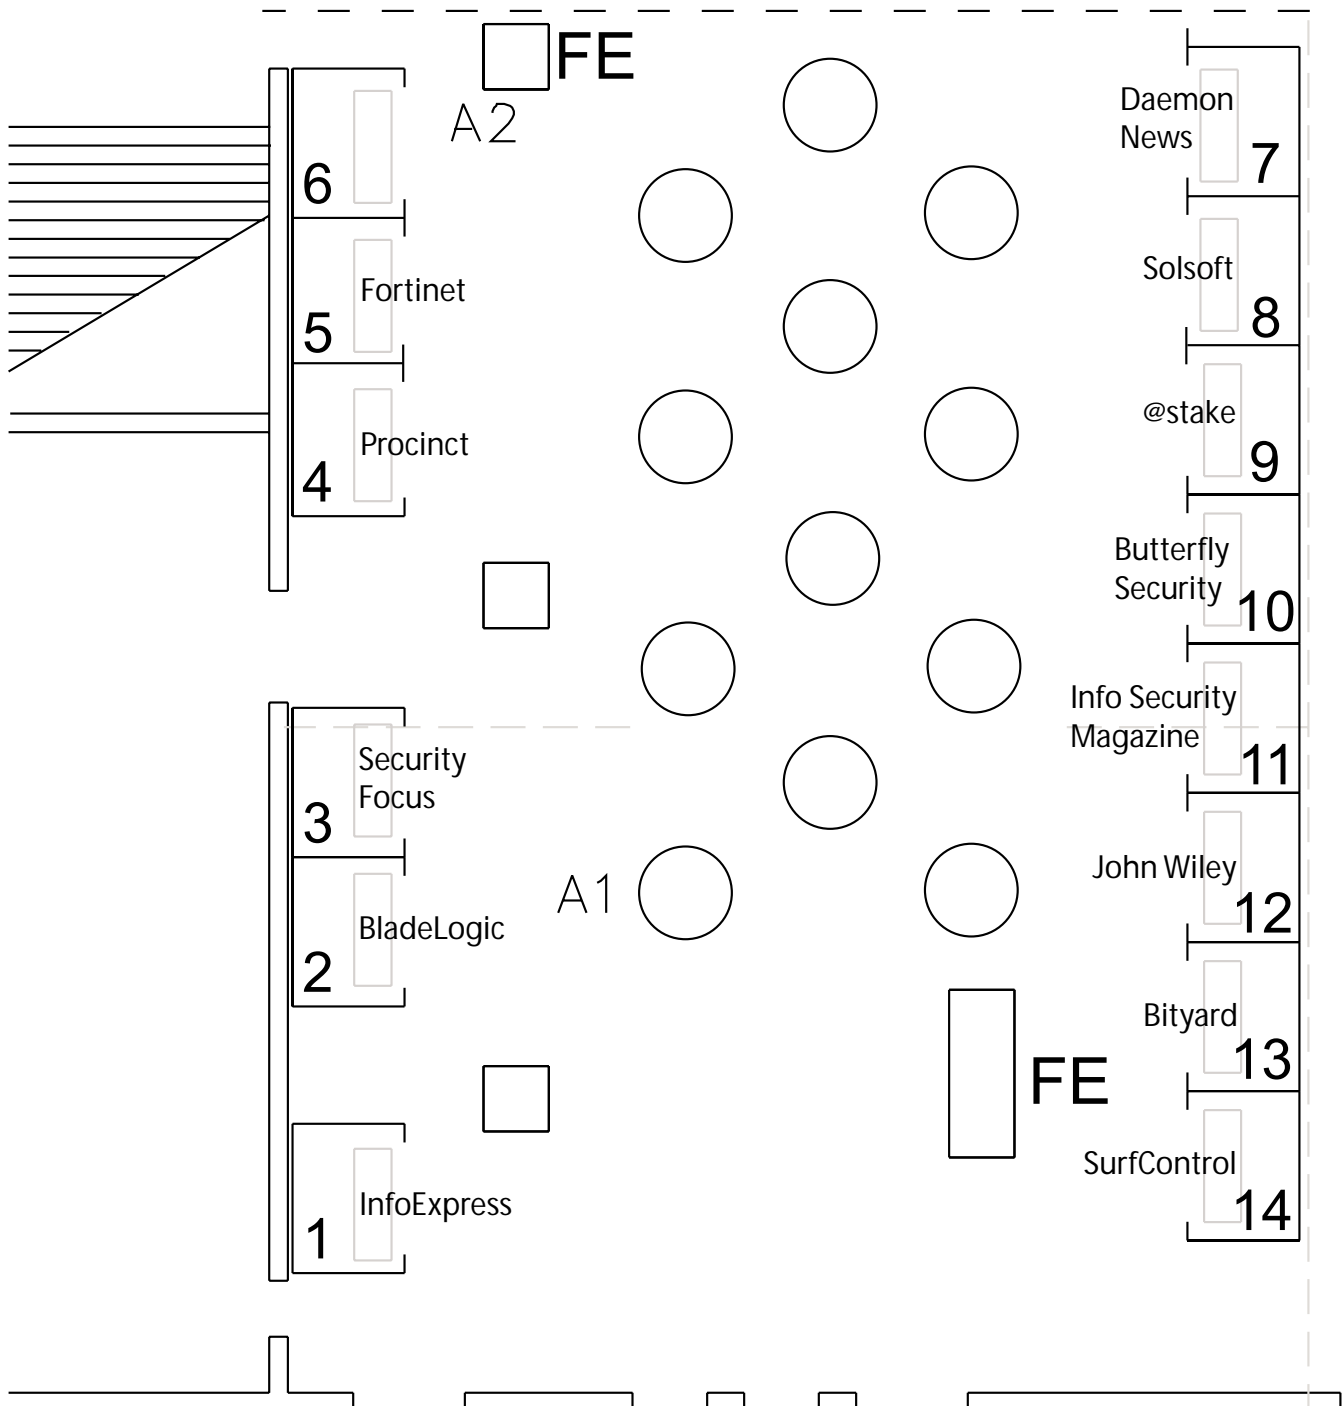 FE
A2
6
Fortinet
5
Procinct
4
Security
Focus
3
BladeLogic
2
InfoExpress
1
A1
FE
Daemon
News
7
Solsoft
8
@stake
9
Butterfly
Security
10
Info Security
Magazine
11
John Wiley
12
Bityard
13
SurfControl
14